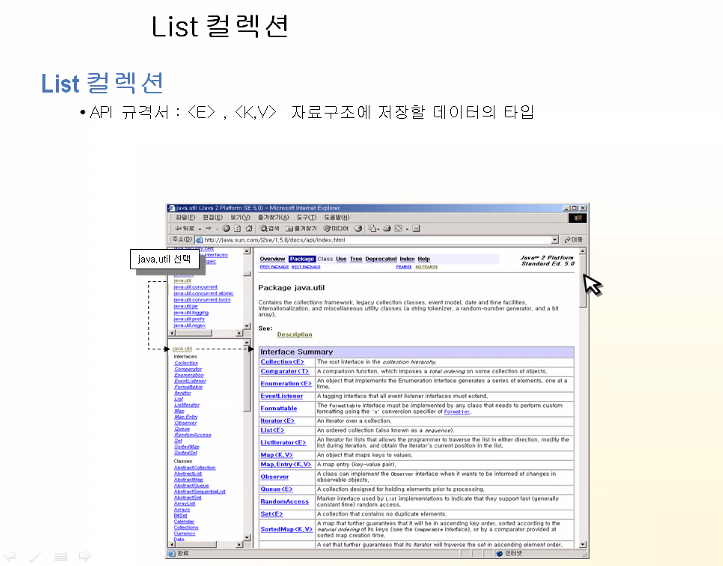 List 컬렉션
List 컬렉션
• API 규격서 : <E> , <K,V> 자료구조에 저장할 데이터의 타입
java.util (Java 2 Platform SE 5.0) - Microsoft Internet Explorer
파일(F) 편집(E) 보기(V) 즐겨찾기(A) 도구(T) 도움말(H)
뒤로 검색 즐겨찾기 미디어
주소(D) http://java.sun.com/j2se/1.5.0/docs/api/index.html 이동
java.util 선택
java.util
java.util.concurrent
java.util.concurrent.atomic
java.util.concurrent.locks
java.util.jar
java.util.logging
java.util.prefs
java.util.regex
java.util
Interfaces
Collection
Comparator
Enumeration
EventListener
Formattable
Iterator
List
ListIterator
Map
Map.Entry
Observer
Queue
RandomAccess
Set
SortedMap
SortedSet
Classes
AbstractCollection
AbstractList
AbstractMap
AbstractQueue
AbstractSequentialList
AbstractSet
ArrayList
Arrays
BitSet
Calendar
Collections
Currency
Date
Overview Package Class Use Tree Deprecated Index Help
Java™ 2 Platform
Standard Ed. 5.0
PREV PACKAGE NEXT PACKAGE FRAMES NO FRAMES
Package java.util
Contains the collections framework, legacy collection classes, event model, date and time facilities,
internationalization, and miscellaneous utility classes (a string tokenizer, a random-number generator, and a bit
array).
See:
Description
Interface Summary
Collection<E> The root interface in the collection hierarchy.
Comparator<T> A comparison function, which imposes a total ordering on some collection of objects.
Enumeration<E> An object that implements the Enumeration interface generates a series of elements, one at a
time.
EventListener A tagging interface that all event listener interfaces must extend.
Formattable The Formattable interface must be implemented by any class that needs to perform custom
formatting using the 's' conversion specifier of Formatter.
Iterator<E> An iterator over a collection.
List<E> An ordered collection (also known as a sequence).
ListIterator<E> An iterator for lists that allows the programmer to traverse the list in either direction, modify the
list during iteration, and obtain the iterator's current position in the list.
Map<K,V> An object that maps keys to values.
Map.Entry<K,V> A map entry (key-value pair).
Observer A class can implement the Observer interface when it wants to be informed of changes in
observable objects.
Queue<E> A collection designed for holding elements prior to processing.
RandomAccess Marker interface used by List implementations to indicate that they support fast (generally
constant time) random access.
Set<E> A collection that contains no duplicate elements.
SortedMap<K,V> A map that further guarantees that it will be in ascending key order, sorted according to the
natural ordering of its keys (see the Comparable interface), or by a comparator provided at
sorted map creation time.
A set that further guarantees that its iterator will traverse the set in ascending element order,
완료 인터넷